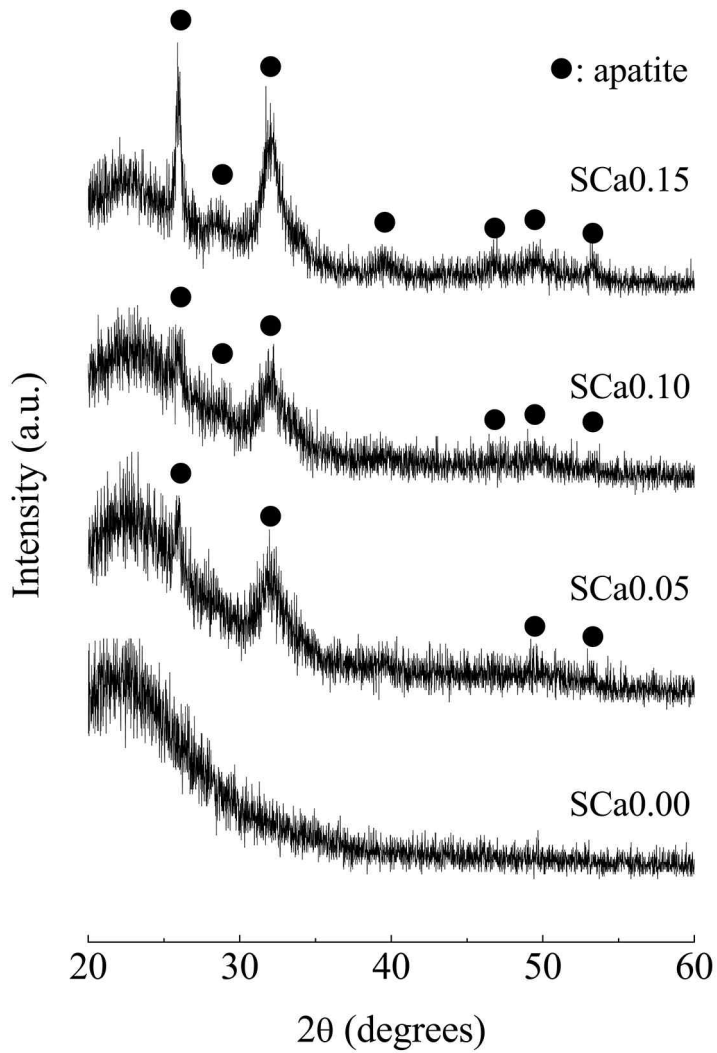 ●: apatite
SCa0.15
SCa0.10
SCa0.05
SCa0.00
Intensity (a.u.)
20 30 40 50 60
2θ (degrees)